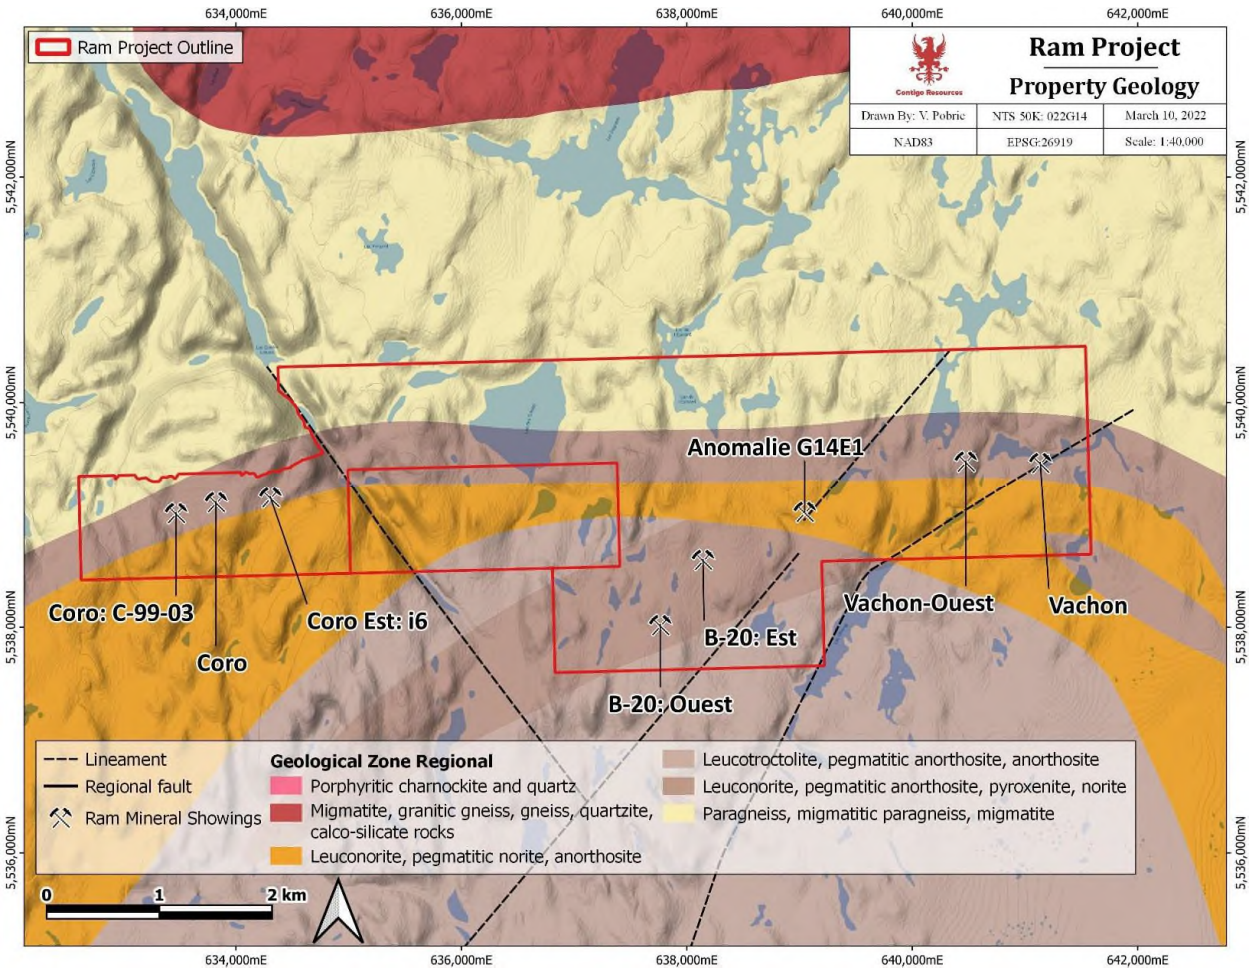 634,000mE
636,000mE
638,000mE
640,000mE
642,000mE
Ram Project Outline
Contigo Resources
Ram Project
Property Geology
Drawn By: V. Pobric
NTS 50K: 022G14
March 10, 2022
NAD83
EPSG:26919
Scale: 1:40,000
5,542,000mN
5,542,000mN
5,540,000mN
5,540,000mN
Anomalie G14E1
Coro: C-99-03
Coro
Coro Est: i6
B-20: Est
B-20: Ouest
Vachon-Ouest
Vachon
5,538,000mN
5,538,000mN
Lineament
Regional fault
Ram Mineral Showings
Geological Zone Regional
Porphyritic charnockite and quartz
Migmatite, granitic gneiss, gneiss, quartzite,
calco-silicate rocks
Leuconorite, pegmatitic norite, anorthosite
Leucotroctolite, pegmatitic anorthosite, anorthosite
Leuconorite, pegmatitic anorthosite, pyroxenite, norite
Paragneiss, migmatitic paragneiss, migmatite
5,536,000mN
5,536,000mN
0 1 2 km
634,000mE
636,000mE
638,000mE
640,000mE
642,000mE